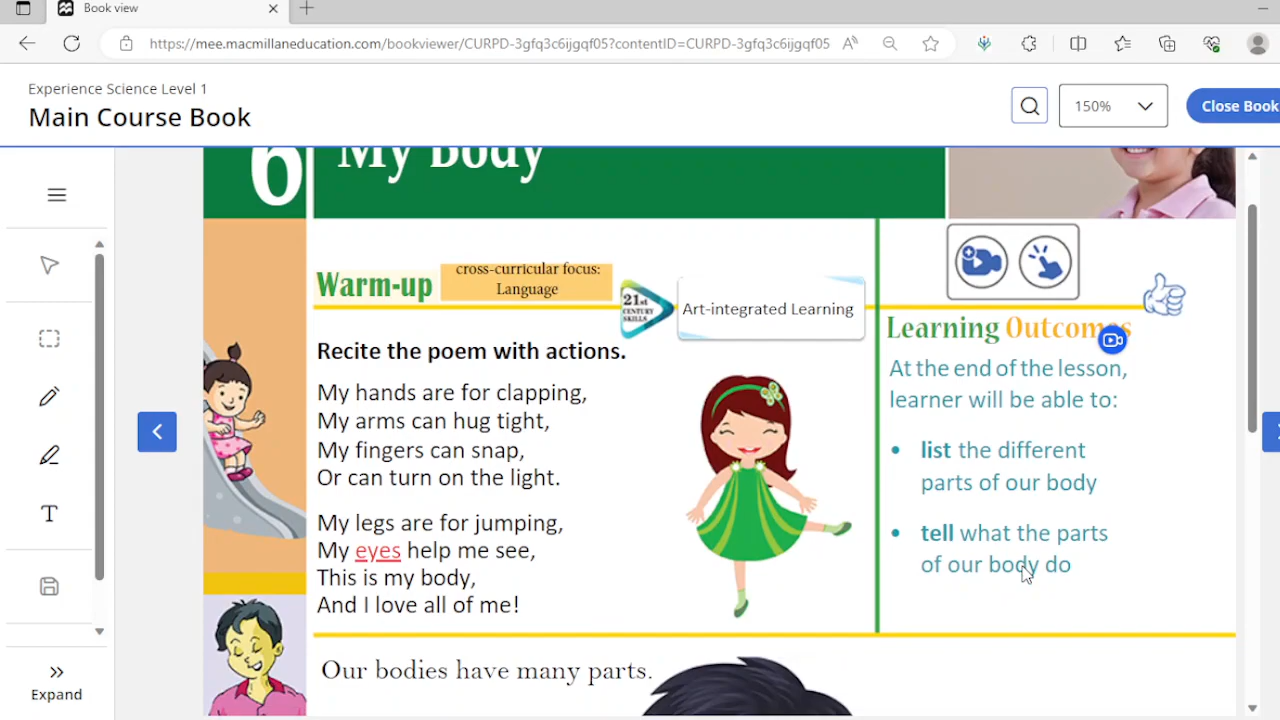 Book view
https://mee.macmillaneducation.com/bookviewer/CURPD-3gfq3c6ijgqf05?contentID=CURPD-3gfq3c6ijgqf05
Experience Science Level 1
Main Course Book
150%
Close Book
6
My Body
Warm-up
cross-curricular focus:
Language
21st
CENTURY
SKILLS
Art-integrated Learning
Recite the poem with actions.
My hands are for clapping,
My arms can hug tight,
My fingers can snap,
Or can turn on the light.
My legs are for jumping,
My eyes help me see,
This is my body,
And I love all of me!
Learning Outcomes
At the end of the lesson,
learner will be able to:
• list the different
parts of our body
• tell what the parts
of our body do
Our bodies have many parts.
Expand